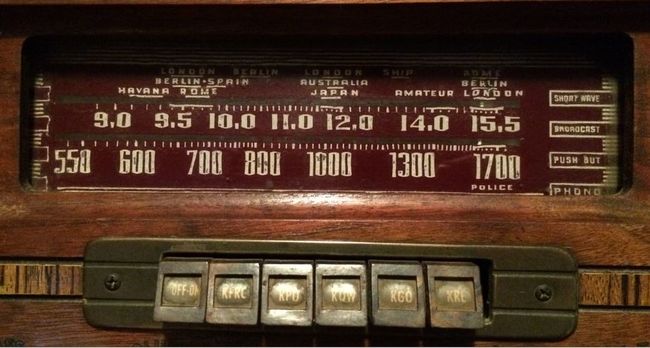 LONDON BERLIN LONDON SHIP ROME
BERLIN-SPAIN AUSTRALIA BERLIN
HAVANA ROME JAPAN AMATEUR LONDON
SHORT WAVE
9.0 9.5 10.0 11.0 12.0 14.0 15.5
BROADCAST
550 600 700 800 1000 1300 1700
PUSH BUT
POLICE
PHONO
OFF-ON KFRC KPO KQW KGO KRE